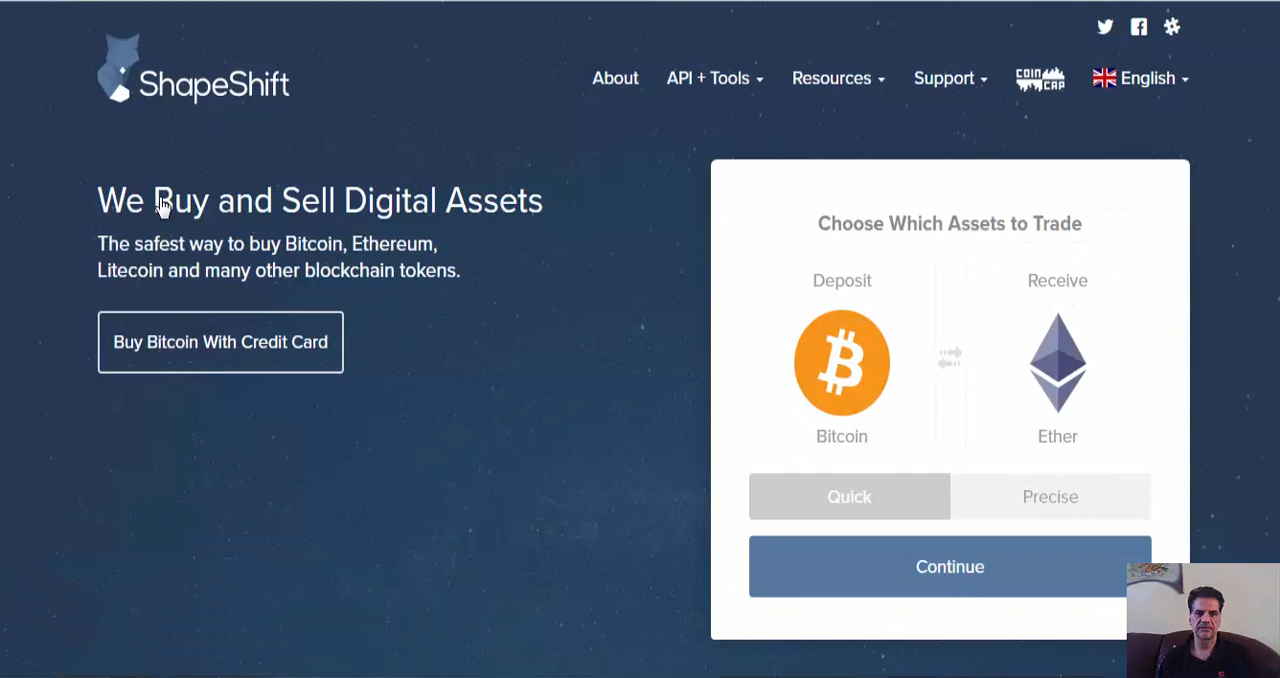 ShapeShift
About
API + Tools
Resources
Support
COIN
CAP
English
We Buy and Sell Digital Assets
The safest way to buy Bitcoin, Ethereum,
Litecoin and many other blockchain tokens.
Buy Bitcoin With Credit Card
Choose Which Assets to Trade
Deposit
Receive
Bitcoin
Ether
Quick
Precise
Continue